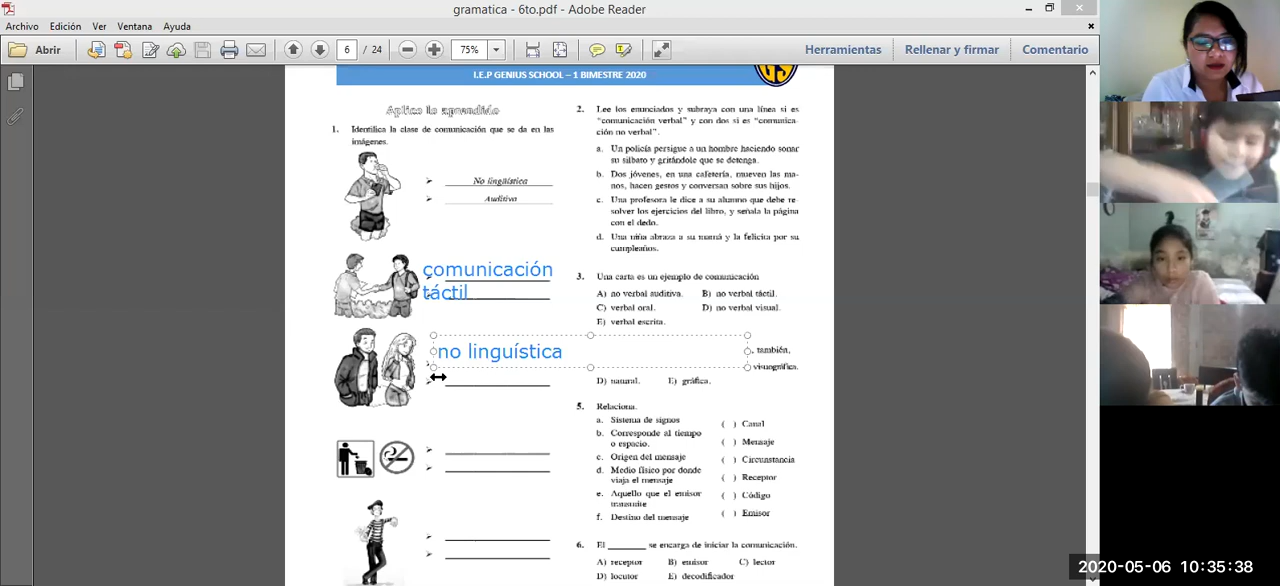 gramatica - 6to.pdf - Adobe Reader
Archivo Edición Ver Ventana Ayuda
Abrir 6 / 24 75% Herramientas Rellenar y firmar Comentario
I.E.P GENIUS SCHOOL – 1 BIMESTRE 2020
GS
Aplico lo aprendido
1. Identifica la clase de comunicación que se da en las
imágenes.
No lingüística
Auditiva
comunicación
táctil
no linguística
2. Lee los enunciados y subraya con una línea si es
“comunicación verbal” y con dos si es “comunica-
ción no verbal”.
a. Un policía persigue a un hombre haciendo sonar
su silbato y gritándole que se detenga.
b. Dos jóvenes, en una cafetería, mueven las ma-
nos, hacen gestos y conversan sobre sus hijos.
c. Una profesora le dice a su alumno que debe re-
solver los ejercicios del libro, y señala la página
con el dedo.
d. Una niña abraza a su mamá y la felicita por su
cumpleaños.
3. Una carta es un ejemplo de comunicación
A) no verbal auditiva. B) no verbal táctil.
C) verbal oral. D) no verbal visual.
E) verbal escrita.
, también,
visuográfica.
D) natural. E) gráfica.
5. Relaciona.
a. Sistema de signos
b. Corresponde al tiempo
o espacio.
c. Origen del mensaje
d. Medio físico por donde
viaja el mensaje
e. Aquello que el emisor
transmite
f. Destino del mensaje
( ) Canal
( ) Mensaje
( ) Circunstancia
( ) Receptor
( ) Código
( ) Emisor
6. El ______ se encarga de iniciar la comunicación.
A) receptor B) emisor C) lector
D) locutor E) decodificador
2020-05-06 10:35:38